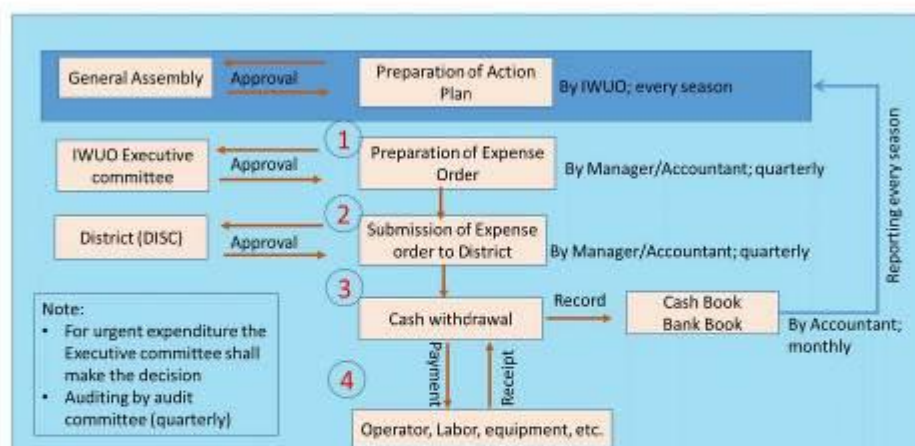 General Assembly
Approval
Preparation of Action
Plan
By IWUO; every season
Reporting every season
1
IWUO Executive
committee
Approval
Preparation of Expense
Order
By Manager/Accountant; quarterly
2
District (DISC)
Approval
Submission of Expense
order to District
By Manager/Accountant; quarterly
3
Cash withdrawal
Record
Cash Book
Bank Book
By Accountant;
monthly
Note:
• For urgent expenditure the
Executive committee shall
make the decision
• Auditing by audit
committee (quarterly)
4
Payment
Receipt
Operator, Labor, equipment, etc.